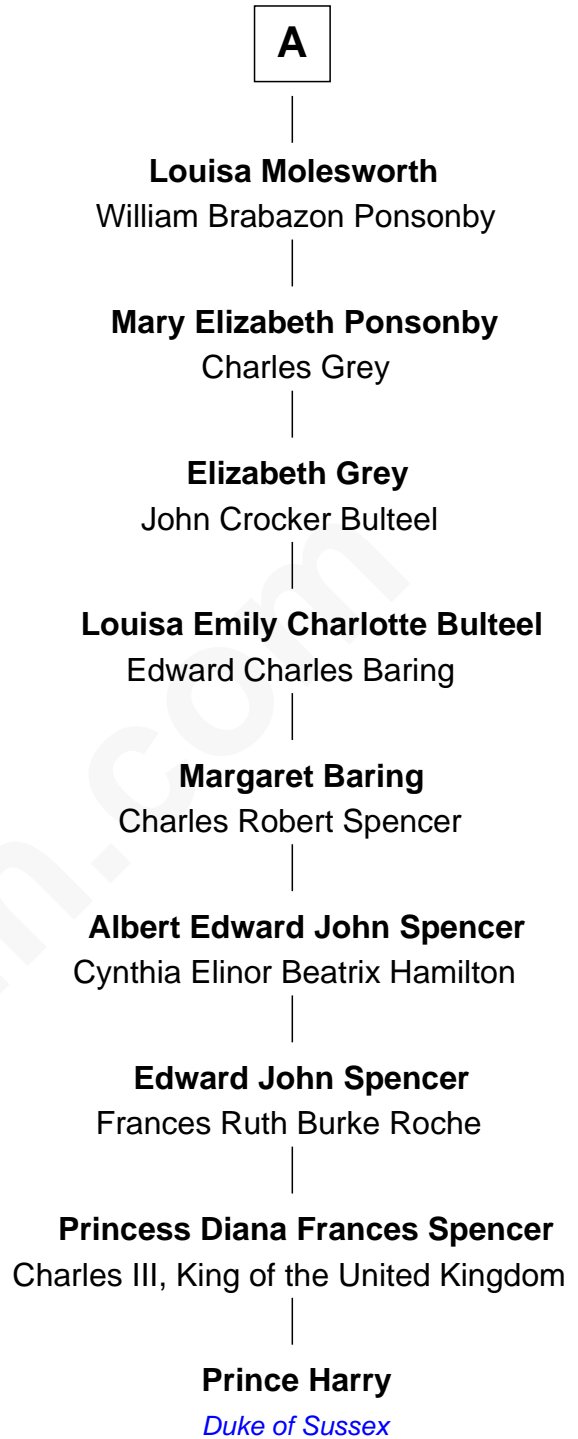 A
Louisa Molesworth
William Brabazon Ponsonby
Mary Elizabeth Ponsonby
Charles Grey
Elizabeth Grey
John Crocker Bulteel
Louisa Emily Charlotte Bulteel
Edward Charles Baring
Margaret Baring
Charles Robert Spencer
Albert Edward John Spencer
Cynthia Elinor Beatrix Hamilton
Edward John Spencer
Frances Ruth Burke Roche
Princess Diana Frances Spencer
Charles III, King of the United Kingdom
Prince Harry
Duke of Sussex